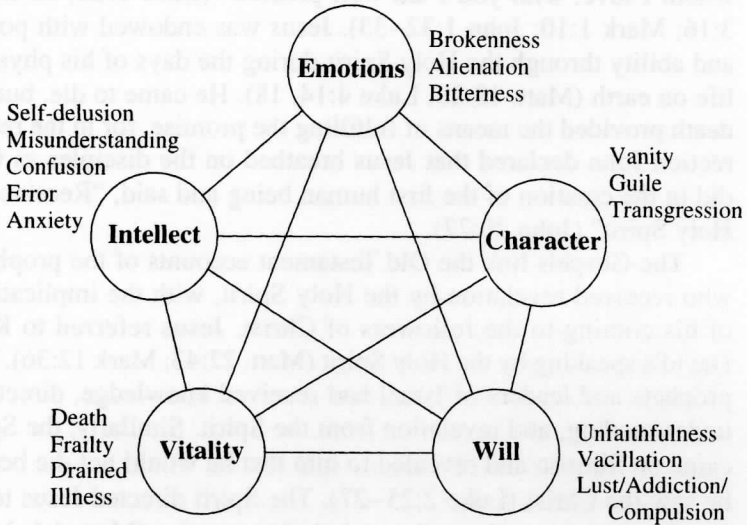 Emotions
Brokenness
Alienation
Bitterness
Self-delusion
Misunderstanding
Confusion
Error
Anxiety
Intellect
Vanity
Guile
Transgression
Character
Death
Frailty
Drained
Illness
Vitality
Will
Unfaithfulness
Vacillation
Lust/Addiction/
Compulsion